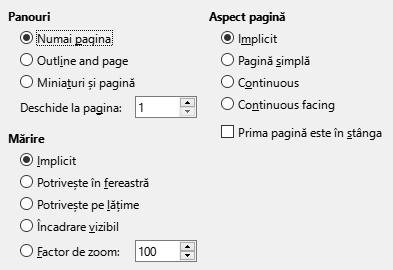 Panouri
Numai pagina
Outline and page
Miniaturi și pagină
Deschide la pagina: 1
Mărire
Implicit
Potrivește în fereastră
Potrivește pe lățime
Încadrare vizibil
Factor de zoom: 100
Aspect pagină
Implicit
Pagină simplă
Continuous
Continuous facing
Prima pagină este în stânga